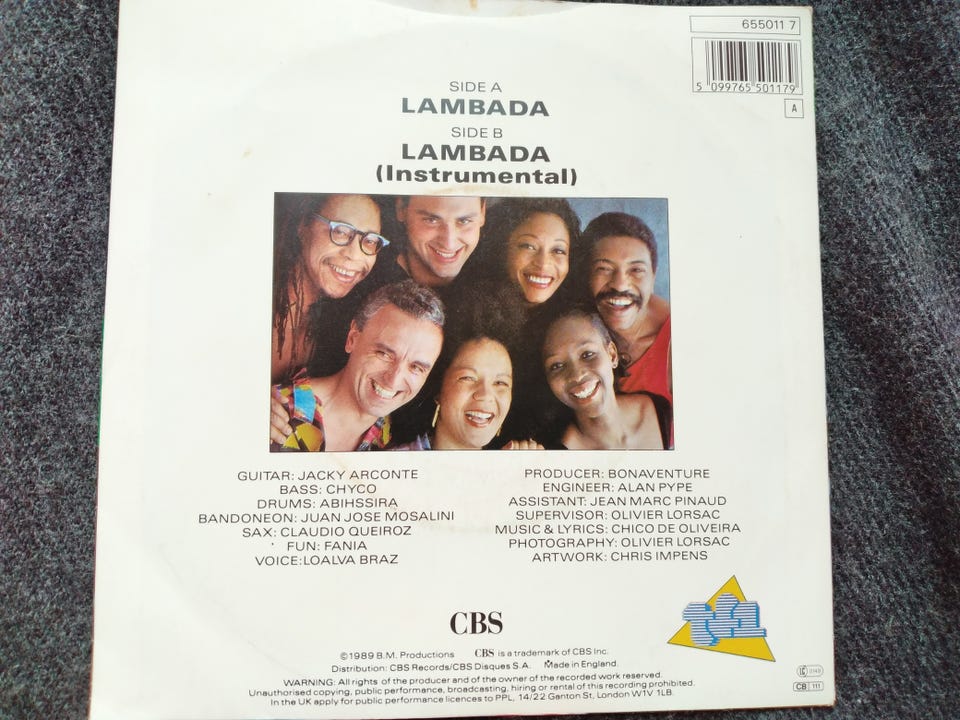 655011 7
5 099765 501179
A
SIDE A
LAMBADA
SIDE B
LAMBADA
(Instrumental)
GUITAR: JACKY ARCONTE
BASS: CHYCO
DRUMS: ABIHSSIRA
BANDONEON: JUAN JOSE MOSALINI
SAX: CLAUDIO QUEIROZ
FUN: FANIA
VOICE:LOALVA BRAZ
PRODUCER: BONAVENTURE
ENGINEER: ALAN PYPE
ASSISTANT: JEAN MARC PINAUD
SUPERVISOR: OLIVIER LORSAC
MUSIC & LYRICS: CHICO DE OLIVEIRA
PHOTOGRAPHY: OLIVIER LORSAC
ARTWORK: CHRIS IMPENS
CBS
TF1
©1989 B.M. Productions CBS is a trademark of CBS Inc.
Distribution: CBS Records/CBS Disques S.A. Made in England.
WARNING: All rights of the producer and of the owner of the recorded work reserved.
Unauthorised copying, public performance, broadcasting, hiring or rental of this recording prohibited.
In the UK apply for public performance licences to PPL, 14/22 Ganton St, London W1V 1LB.
LC 0149
CB 111